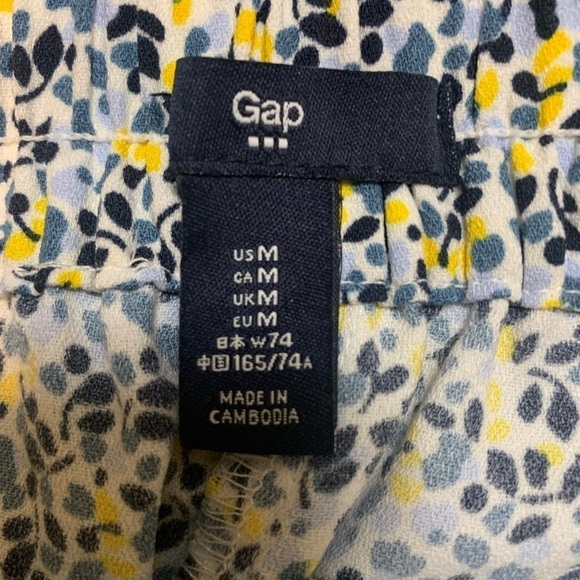 Gap
US M
CA M
UK M
EU M
日本 W74
中国 165/74A
MADE IN
CAMBODIA